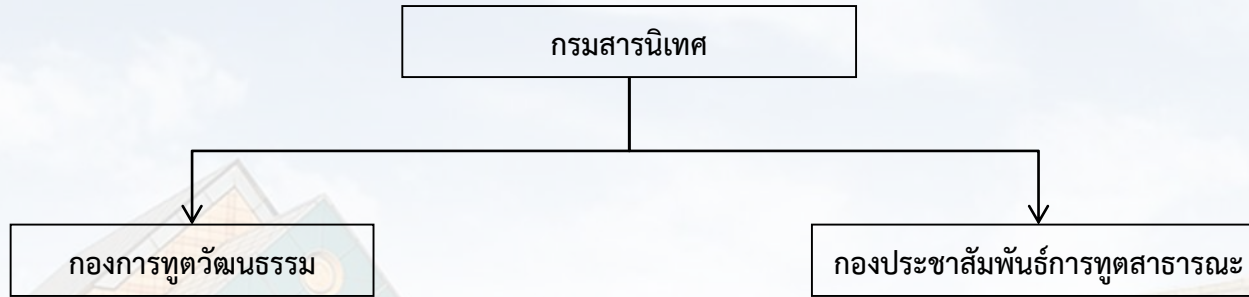 กรมสารนิเทศ
กองการทูตวัฒนธรรม
กองประชาสัมพันธ์การทูตสาธารณะ